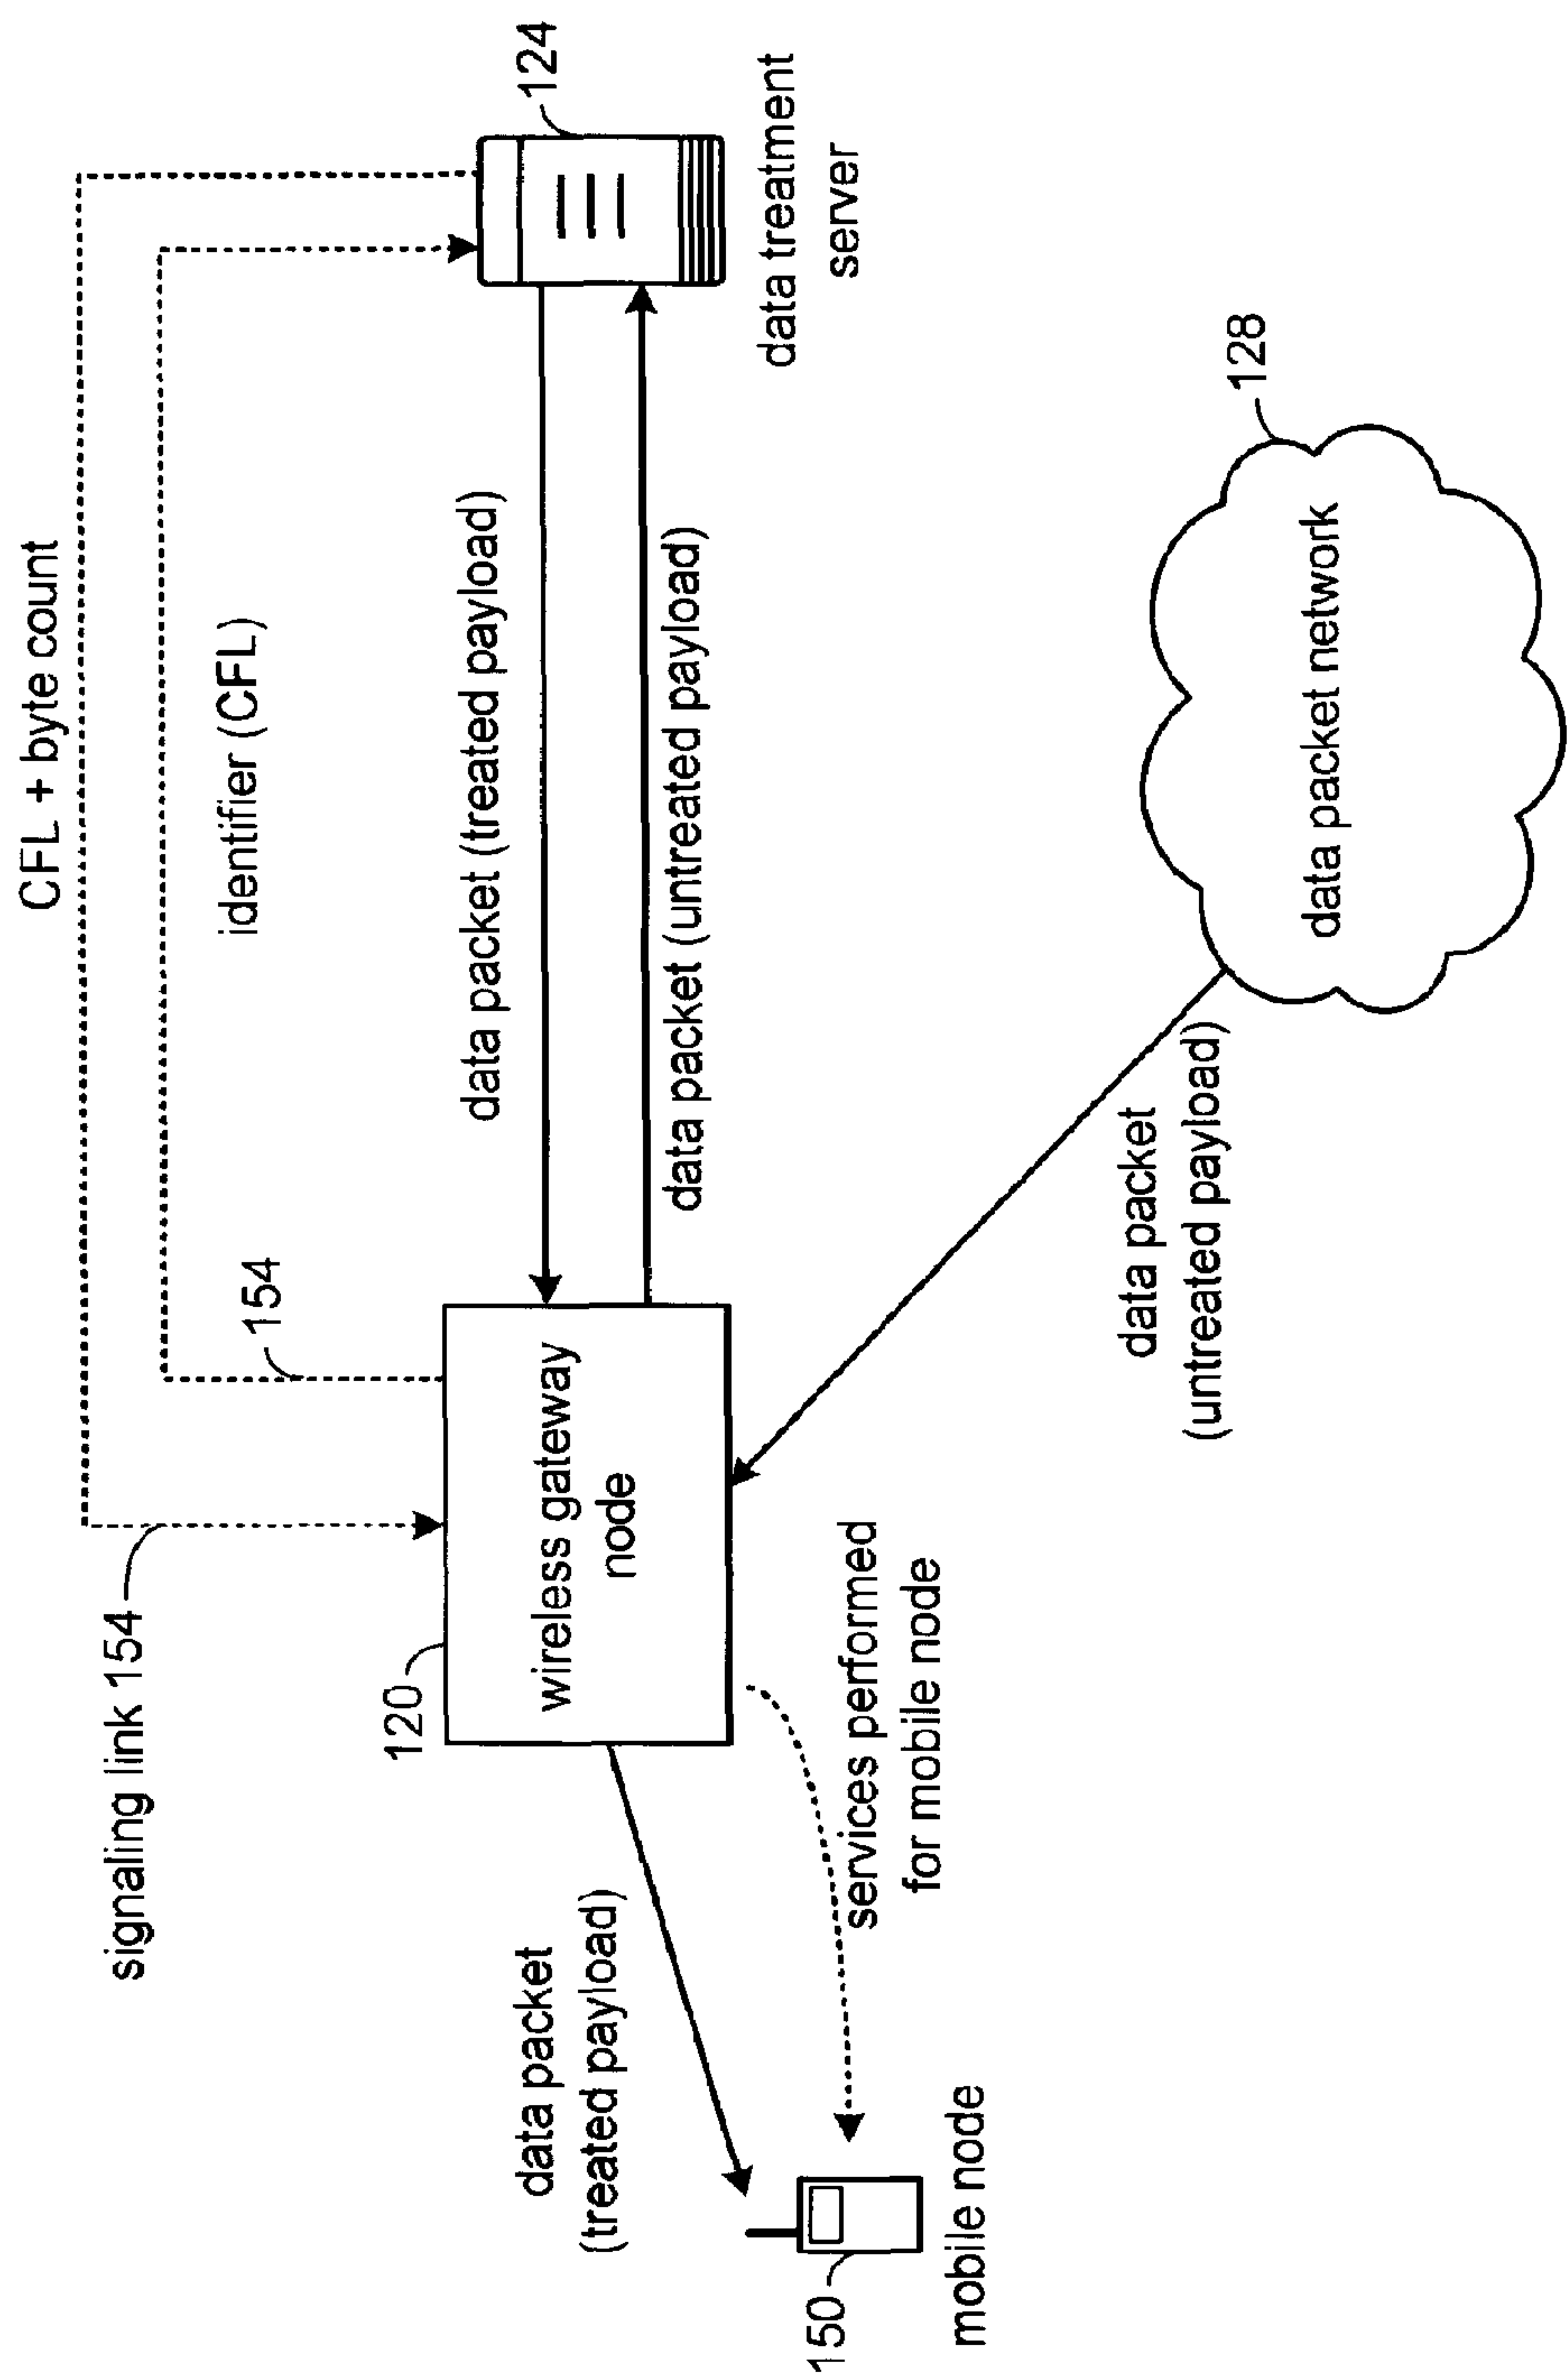 CFL + byte count
signaling link 154
identifier (CFL)
154
124
120
wireless gateway
node
data packet (treated payload)
data packet (untreated payload)
data treatment
server
data packet
(treated payload)
services performed
for mobile node
150
mobile node
data packet
(untreated payload)
128
data packet network